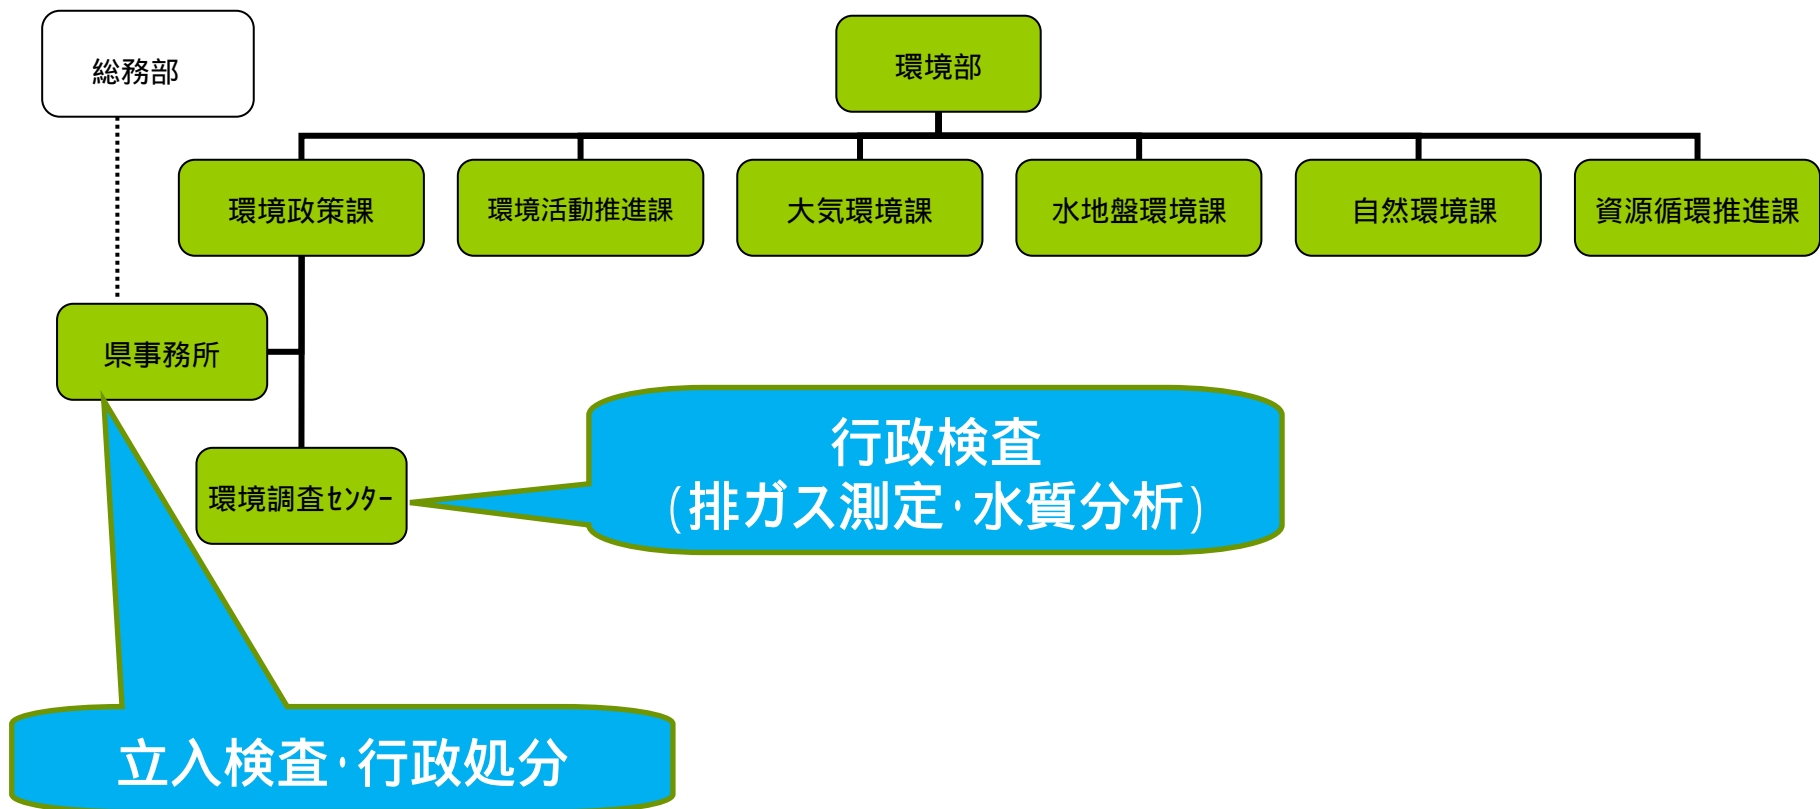 総務部
環境部
環境政策課
環境活動推進課
大気環境課
水地盤環境課
自然環境課
資源循環推進課
県事務所
環境調査ｾﾝﾀｰ
行政検査
(排ガス測定･水質分析)
立入検査･行政処分